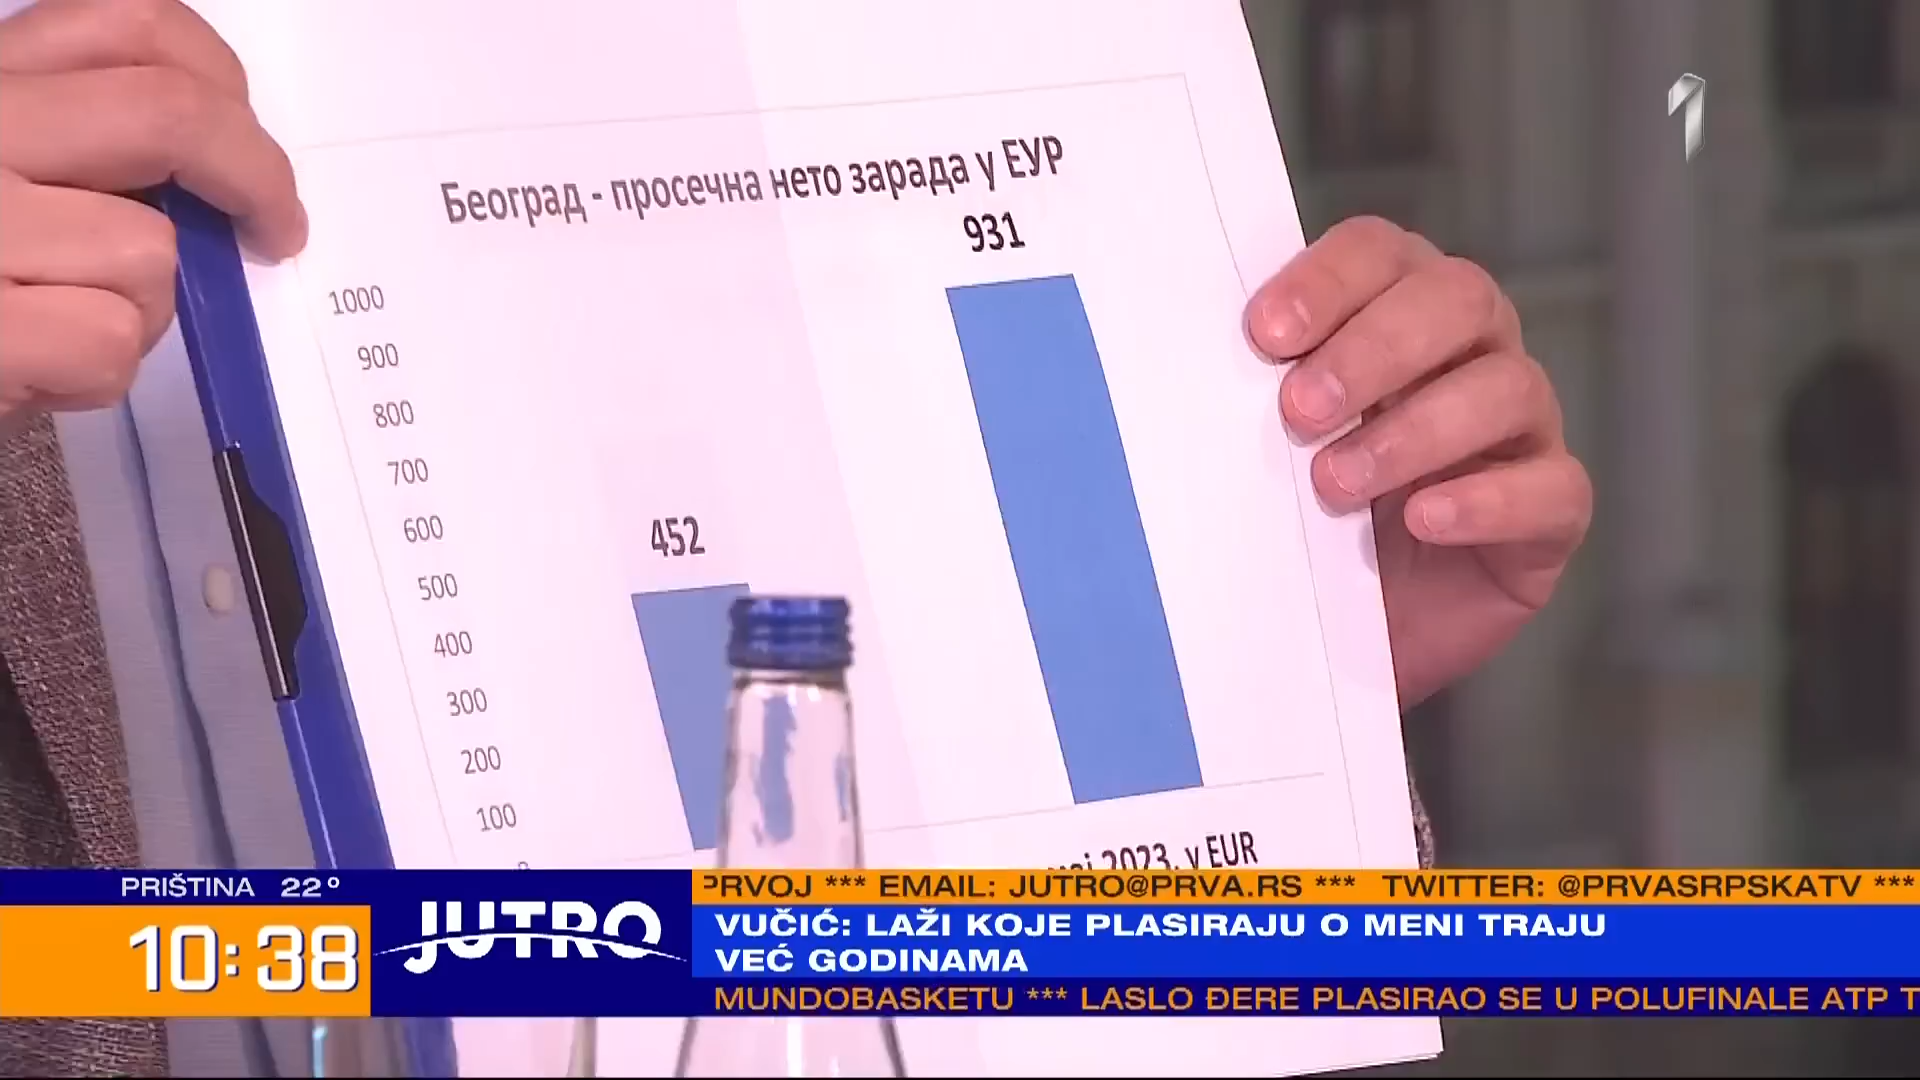 1
Београд - просечна нето зарада у ЕУР
931
452
1000
900
800
700
600
500
400
300
200
100
2023. у EUR
PRIŠTINA 22°
10:38
JUTRO
PRVOJ *** EMAIL: JUTRO@PRVA.RS *** TWITTER: @PRVASRPSKATV ***
VUČIĆ: LAŽI KOJE PLASIRAJU O MENI TRAJU
VEĆ GODINAMA
MUNDOBASKETU *** LASLO ĐERE PLASIRAO SE U POLUFINALE ATP T